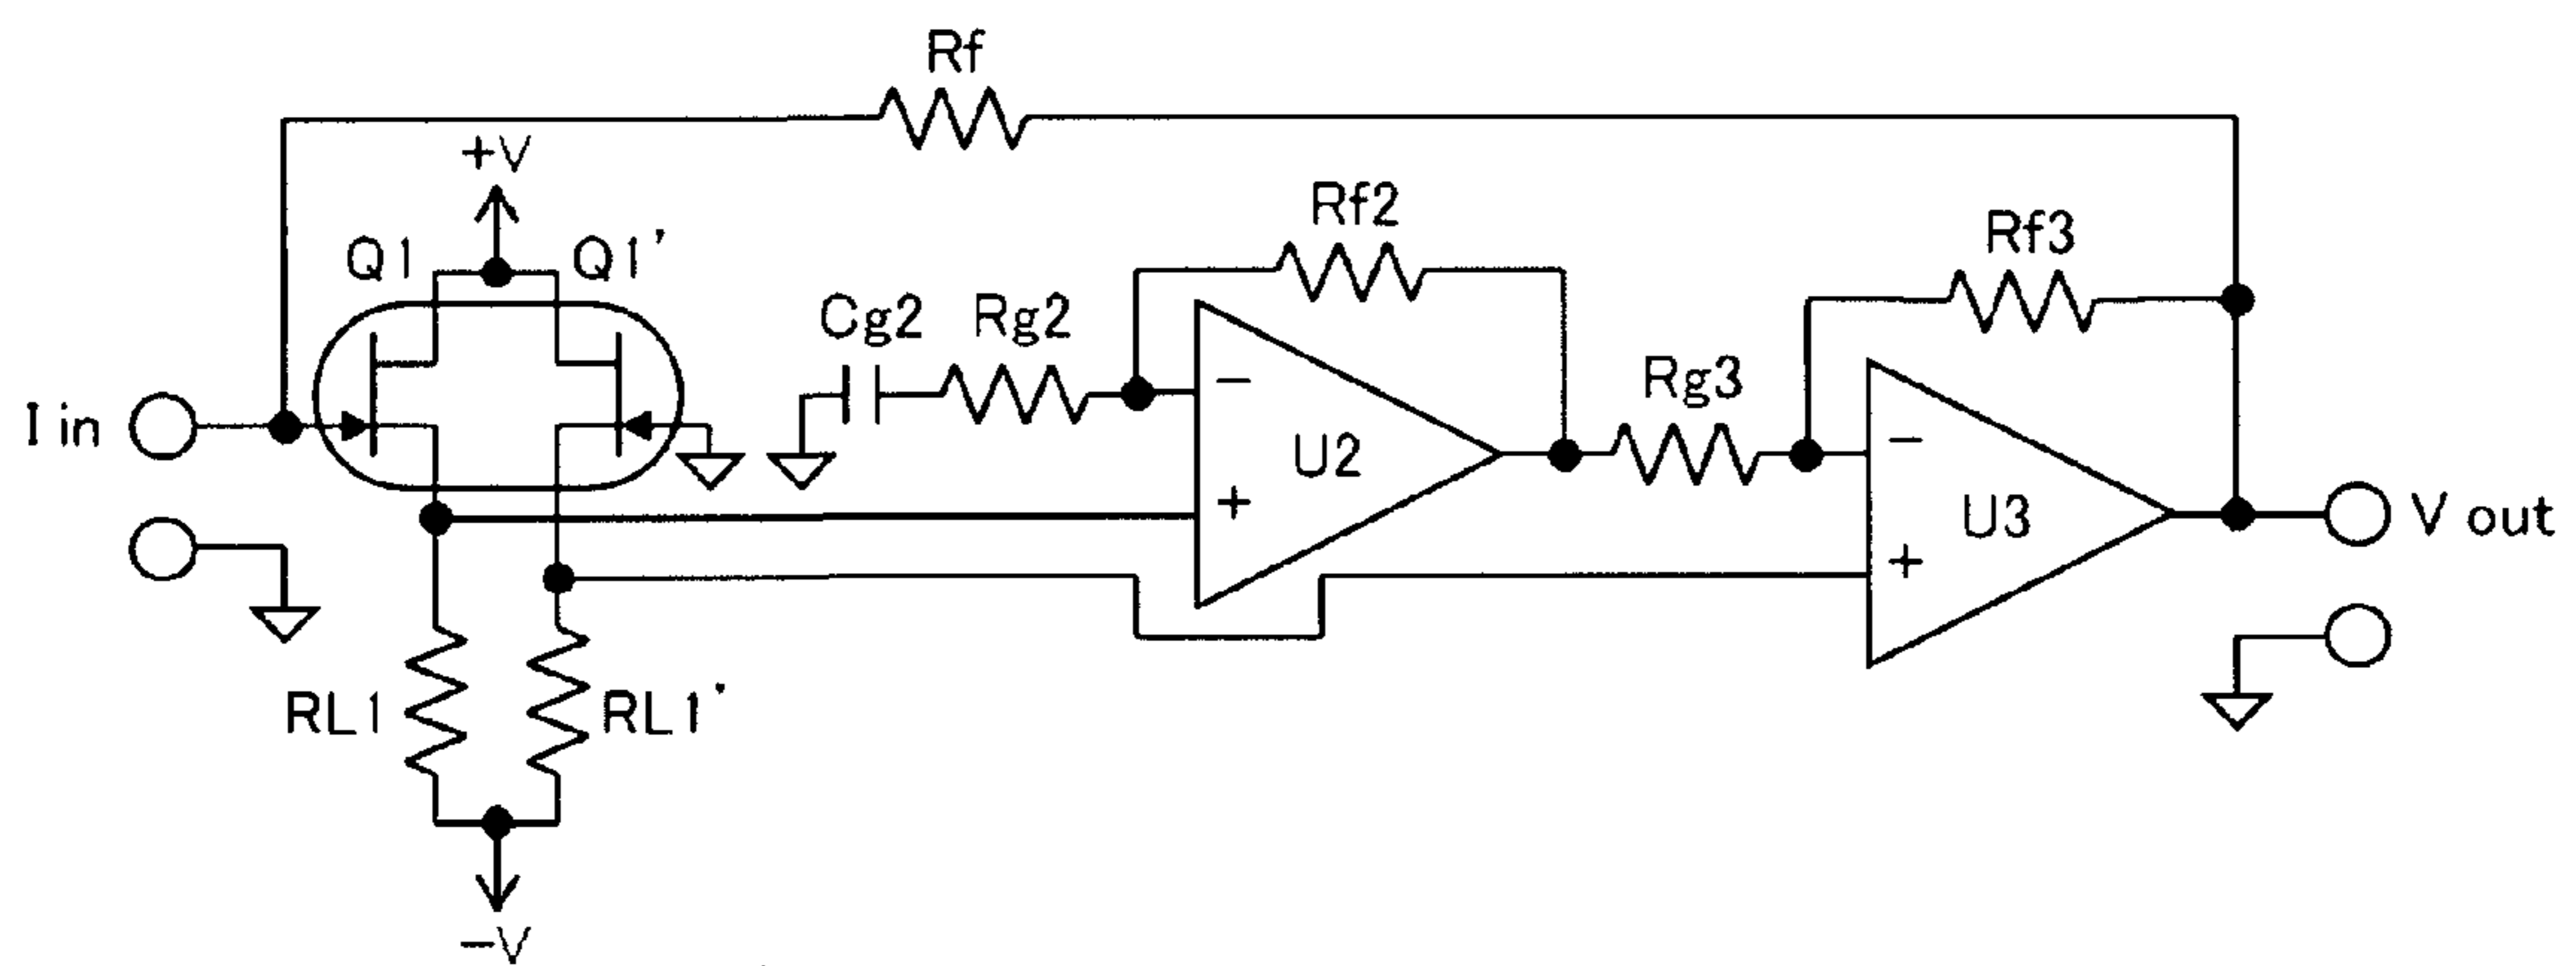 Rf
+V
Rf2
Rf3
Q1
Q1'
Cg2
Rg2
Rg3
I in
−
U2
+
−
U3
+
V out
RL1
RL1'
−V